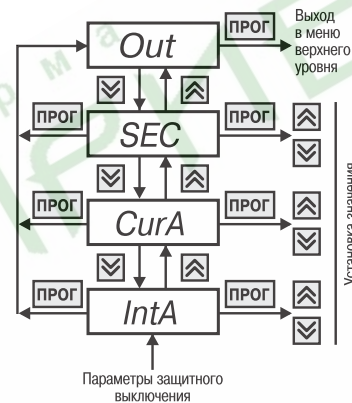 ПРОГ
Выход
в меню
верхнего
уровня
Out
ПРОГ
SEC
ПРОГ
ПРОГ
CurA
ПРОГ
ПРОГ
IntA
ПРОГ
Установка значения
Параметры защитного
выключения